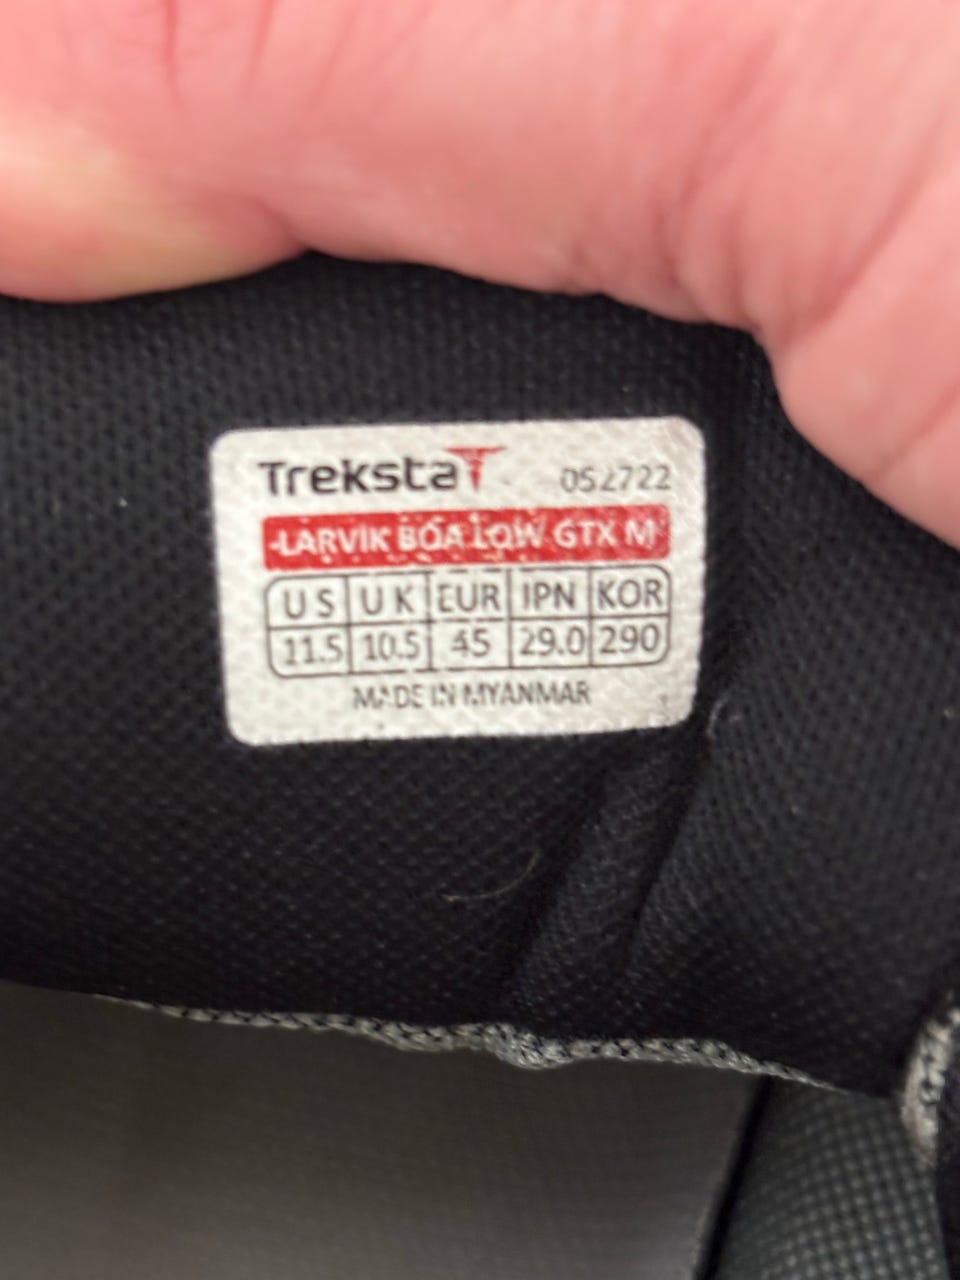 TreksTa 052722
-LARVIK BOA LOW GTX M
US UK EUR JPN KOR
11.5 10.5 45 29.0 290
MADE IN MYANMAR